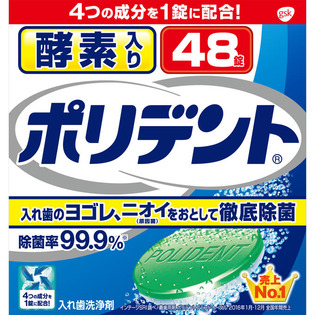 4つの成分を1錠に配合!
gsk
酵素入り
48錠
ポリデント®
入れ歯のヨゴレ、ニオイ(原因菌)をおとして徹底除菌
除菌率99.9%
POLIDENT
4つの成分を
1錠に配合!
入れ歯洗浄剤
売上
No.1